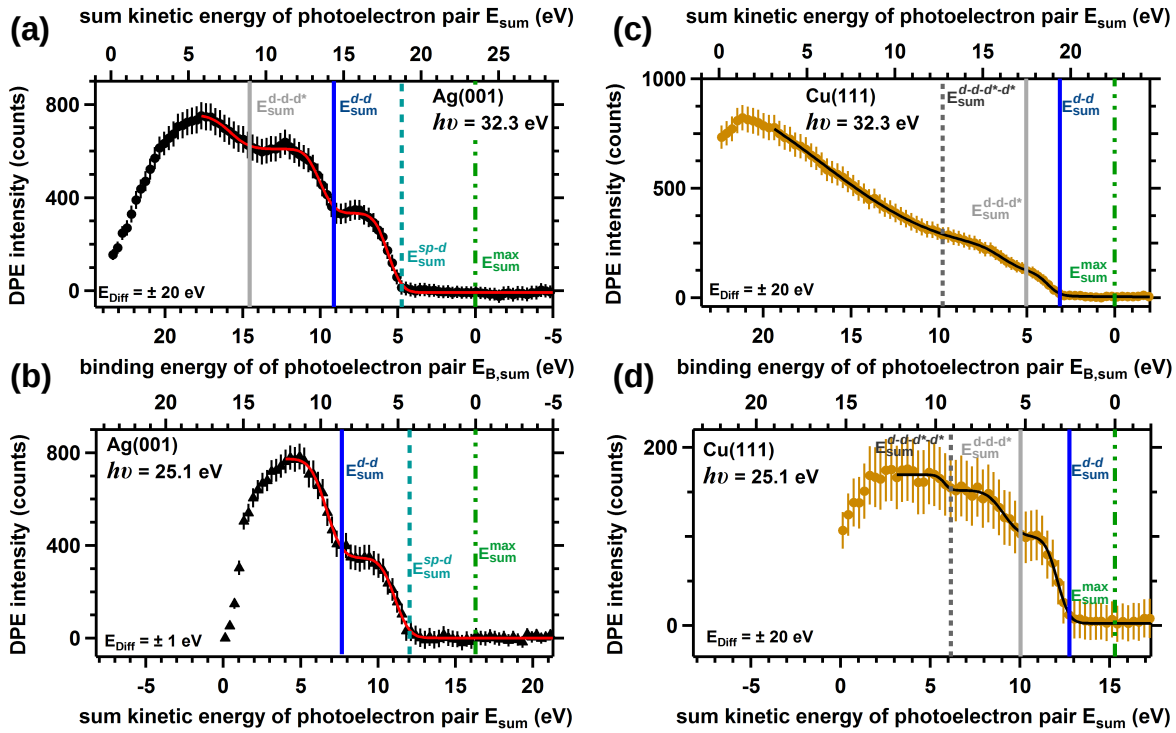 (a)
sum kinetic energy of photoelectron pair E_sum (eV)
0 5 10 15 20 25
DPE intensity (counts)
800
400
0
E_sum^d-d-d*
E_sum^d-d
Ag(001)
hν = 32.3 eV
E_sum^sp-d
E_sum^max
E_Diff = ± 20 eV
20 15 10 5 0 -5
binding energy of of photoelectron pair E_B,sum (eV)
(b)
20 15 10 5 0 -5
DPE intensity (counts)
800
400
0
Ag(001)
hν = 25.1 eV
E_sum^d-d
E_sum^sp-d
E_sum^max
E_Diff = ± 1 eV
-5 0 5 10 15 20
sum kinetic energy of photoelectron pair E_sum (eV)
(c)
sum kinetic energy of photoelectron pair E_sum (eV)
0 5 10 15 20
DPE intensity (counts)
1000
750
500
250
0
Cu(111)
hν = 32.3 eV
E_sum^d-d-d*-d*
E_sum^d-d
E_sum^d-d-d*
E_sum^max
E_Diff = ± 20 eV
20 15 10 5 0
binding energy of of photoelectron pair E_B,sum (eV)
(d)
20 15 10 5 0
DPE intensity (counts)
200
100
0
Cu(111)
hν = 25.1 eV
E_sum^d-d-d*-d*
E_sum^d-d-d*
E_sum^d-d
E_sum^max
E_Diff = ± 20 eV
-5 0 5 10 15
sum kinetic energy of photoelectron pair E_sum (eV)